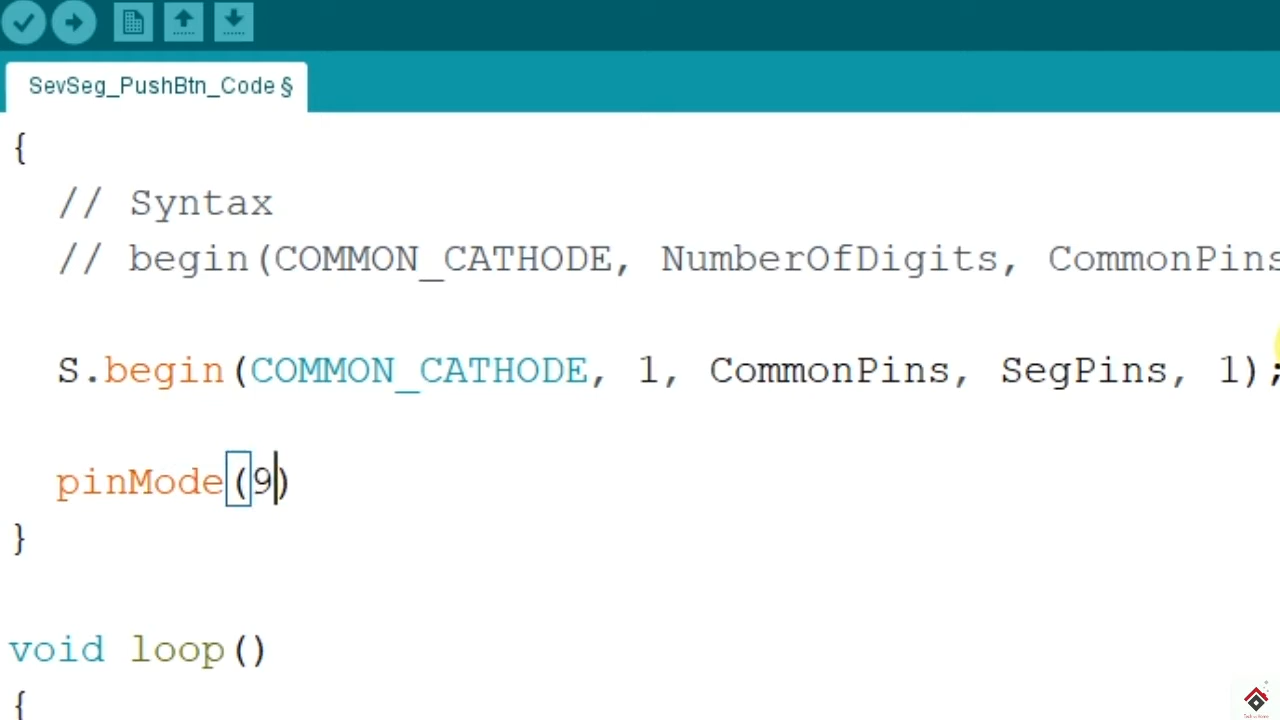 SevSeg_PushBtn_Code §
{
// Syntax
// begin(COMMON_CATHODE, NumberOfDigits, CommonPins
S.begin(COMMON_CATHODE, 1, CommonPins, SegPins, 1);
pinMode(9)
}
void loop()
{